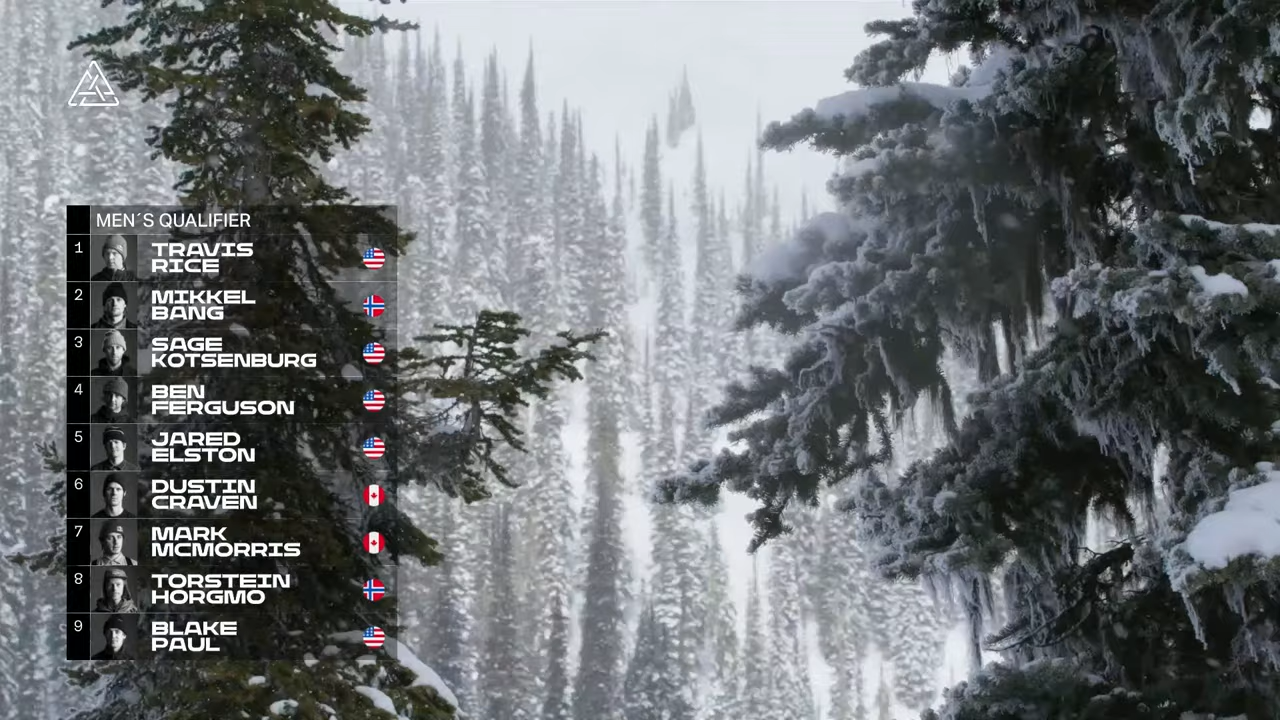 MEN´S QUALIFIER
1
TRAVIS
RICE
2
MIKKEL
BANG
3
SAGE
KOTSENBURG
4
BEN
FERGUSON
5
JARED
ELSTON
6
DUSTIN
CRAVEN
7
MARK
MCMORRIS
8
TORSTEIN
HORGMO
9
BLAKE
PAUL